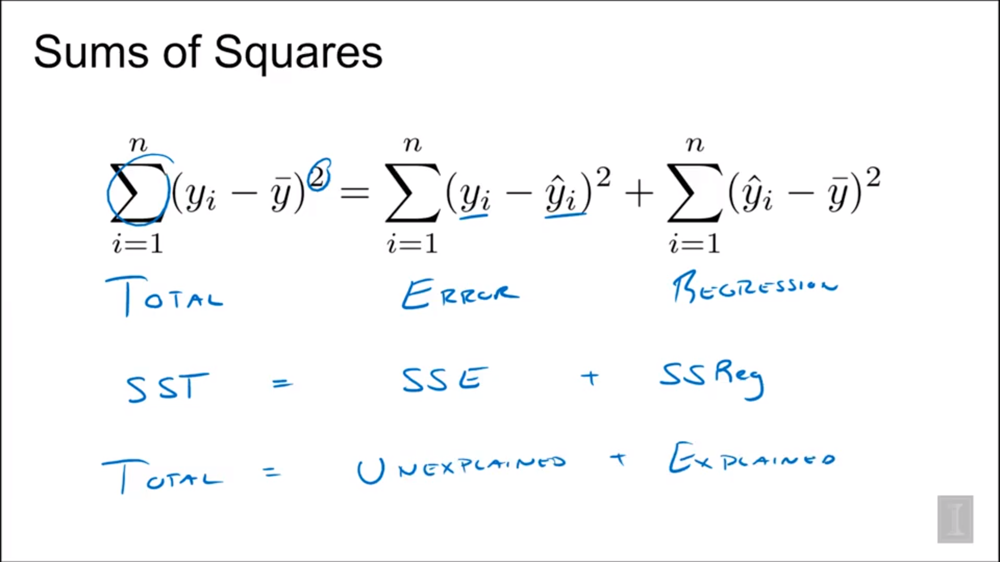 Sums of Squares
$\sum_{i=1}^{n}(y_i - \bar{y})^2 = \sum_{i=1}^{n}(y_i - \hat{y}_i)^2 + \sum_{i=1}^{n}(\hat{y}_i - \bar{y})^2$
TOTAL ERROR REGRESSION
SST = SSE + SSReg
TOTAL = UNEXPLAINED + EXPLAINED
I